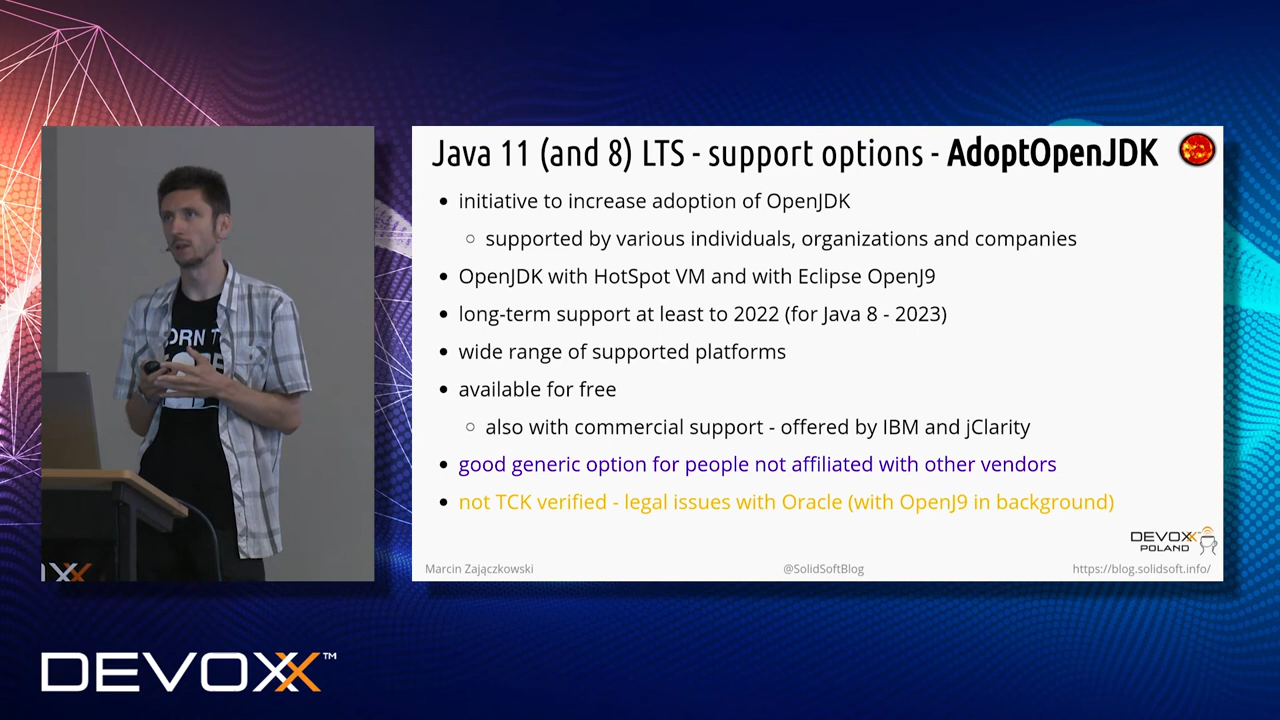 Java 11 (and 8) LTS - support options - AdoptOpenJDK
• initiative to increase adoption of OpenJDK
○ supported by various individuals, organizations and companies
• OpenJDK with HotSpot VM and with Eclipse OpenJ9
• long-term support at least to 2022 (for Java 8 - 2023)
• wide range of supported platforms
• available for free
○ also with commercial support - offered by IBM and jClarity
• good generic option for people not affiliated with other vendors
• not TCK verified - legal issues with Oracle (with OpenJ9 in background)
DEVOXX
POLAND
Marcin Zajączkowski @SolidSoftBlog https://blog.solidsoft.info/
DEVOXX™